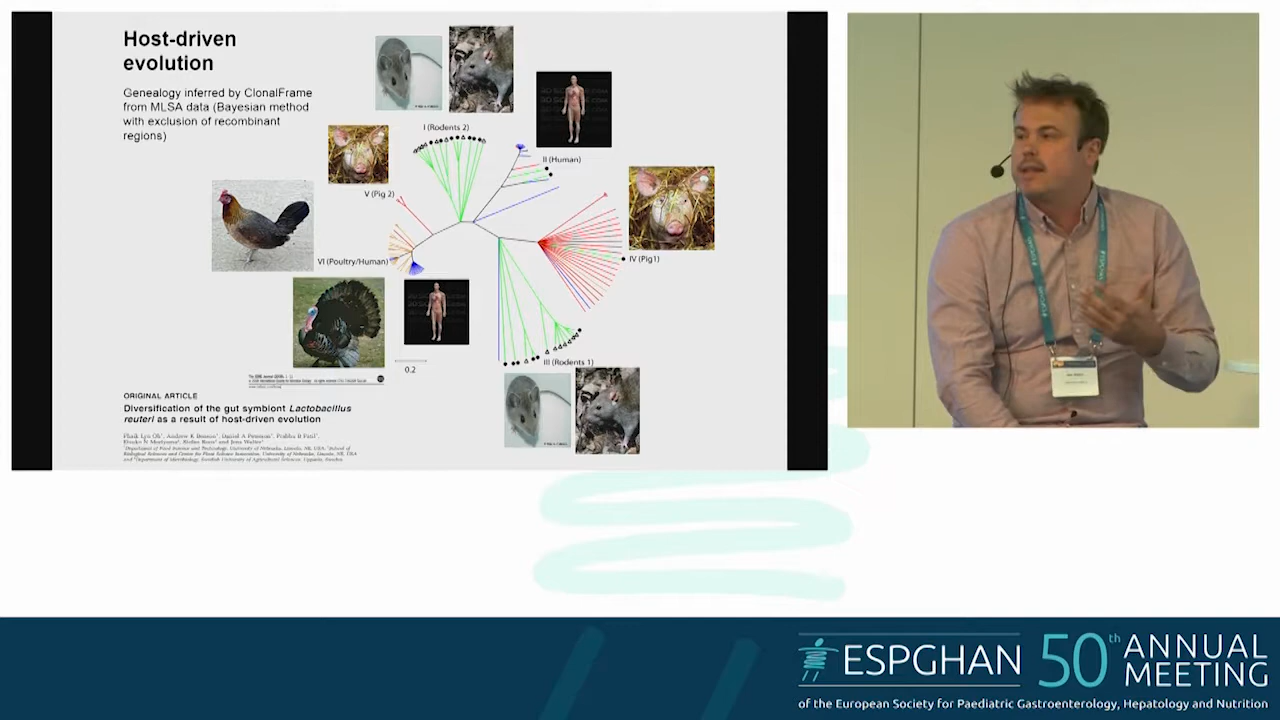 Host-driven
evolution
Genealogy inferred by ClonalFrame
from MLSA data (Bayesian method
with exclusion of recombinant
regions)
I (Rodents 2)
II (Human)
V (Pig 2)
VI (Poultry/Human)
IV (Pig1)
III (Rodents 1)
0.2
ORIGINAL ARTICLE
Diversification of the gut symbiont Lactobacillus
reuteri as a result of host-driven evolution
ESPGHAN 50th ANNUAL
MEETING
of the European Society for Paediatric Gastroenterology, Hepatology and Nutrition